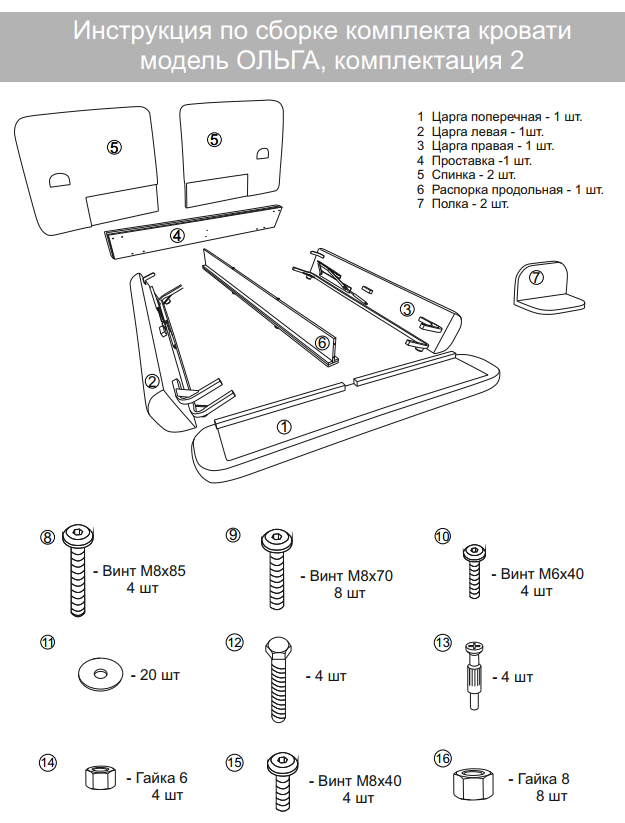 Инструкция по сборке комплекта кровати
модель ОЛЬГА, комплектация 2
1 Царга поперечная - 1 шт.
2 Царга левая - 1шт.
3 Царга правая - 1 шт.
4 Проставка -1 шт.
5 Спинка - 2 шт.
6 Распорка продольная - 1 шт.
7 Полка - 2 шт.
5
5
4
7
3
6
2
1
8
- Винт М8х85
4 шт
9
- Винт М8х70
8 шт
10
- Винт М6х40
4 шт
11
- 20 шт
12
- 4 шт
13
- 4 шт
14
- Гайка 6
4 шт
15
- Винт М8х40
4 шт
16
- Гайка 8
8 шт